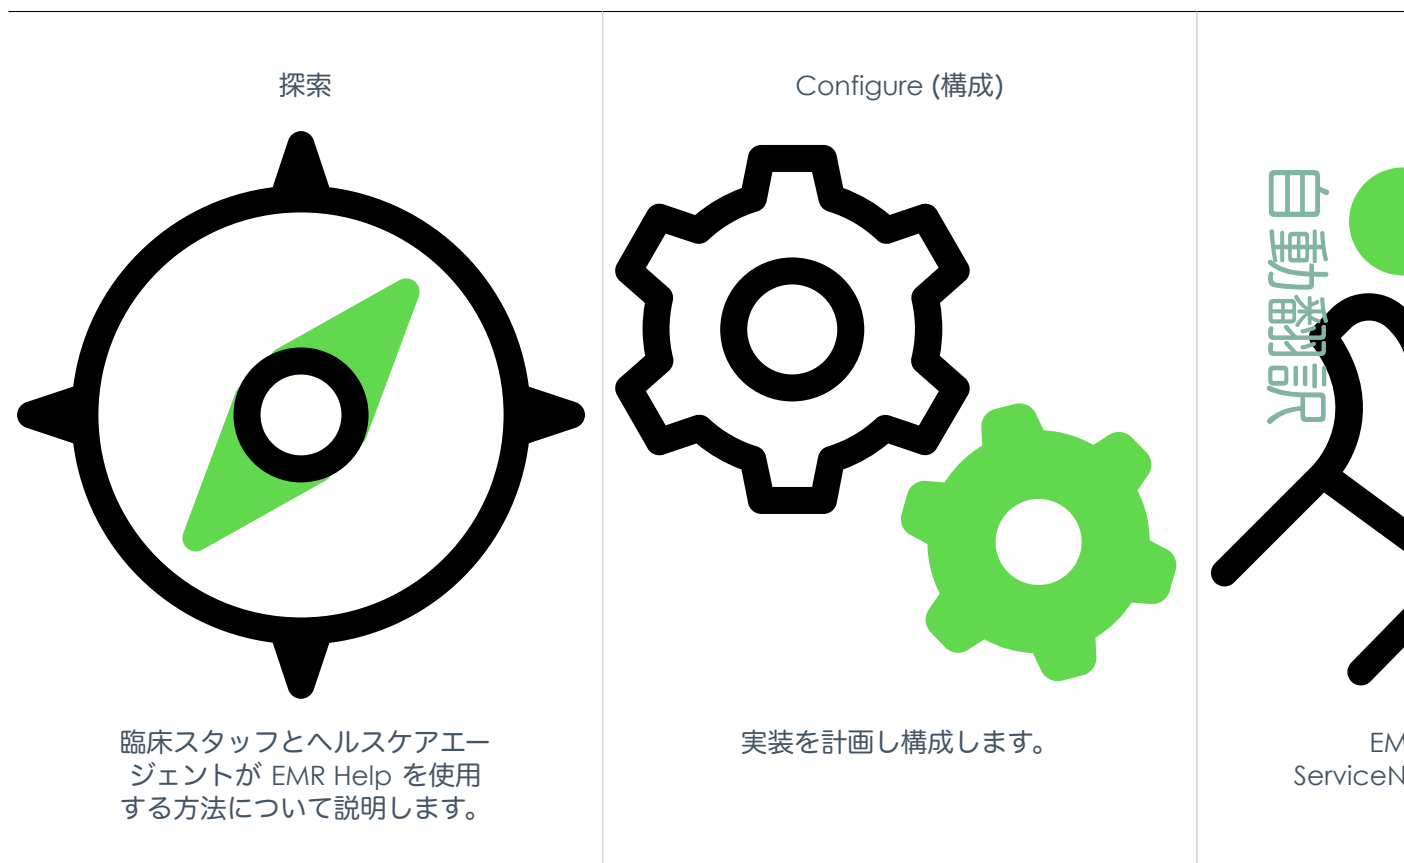 探索
臨床スタッフとヘルスケアエー
ジェントが EMR Help を使用
する方法について説明します。
Configure (構成)
実装を計画し構成します。
自動翻訳